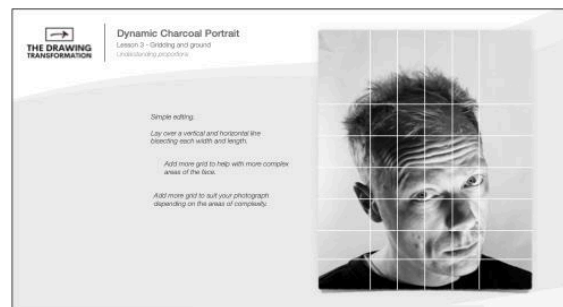 THE DRAWING
TRANSFORMATION
Dynamic Charcoal Portrait
Lesson 3 - Gridding and ground
Understanding proportions
Simple editing.
Lay over a vertical and horizontal line
bisecting each width and length.
Add more grid to help with more complex
areas of the face.
Add more grid to suit your photograph
depending on the areas of complexity.